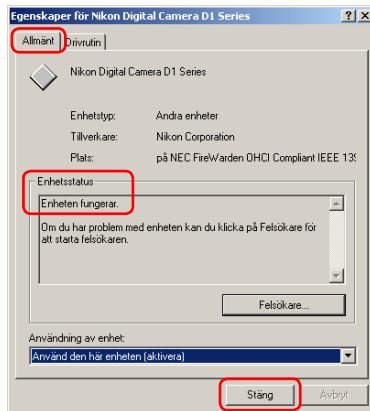 Egenskaper för Nikon Digital Camera D1 Series
Allmänt Drivrutin
Nikon Digital Camera D1 Series
Enhetstyp: Andra enheter
Tillverkare: Nikon Corporation
Plats: på NEC FireWarden OHCI Compliant IEEE 139
Enhetsstatus
Enheten fungerar.
Om du har problem med enheten kan du klicka på Felsökare för
att starta felsökaren.
Felsökare...
Användning av enhet:
Använd den här enheten (aktivera)
Stäng Avbryt